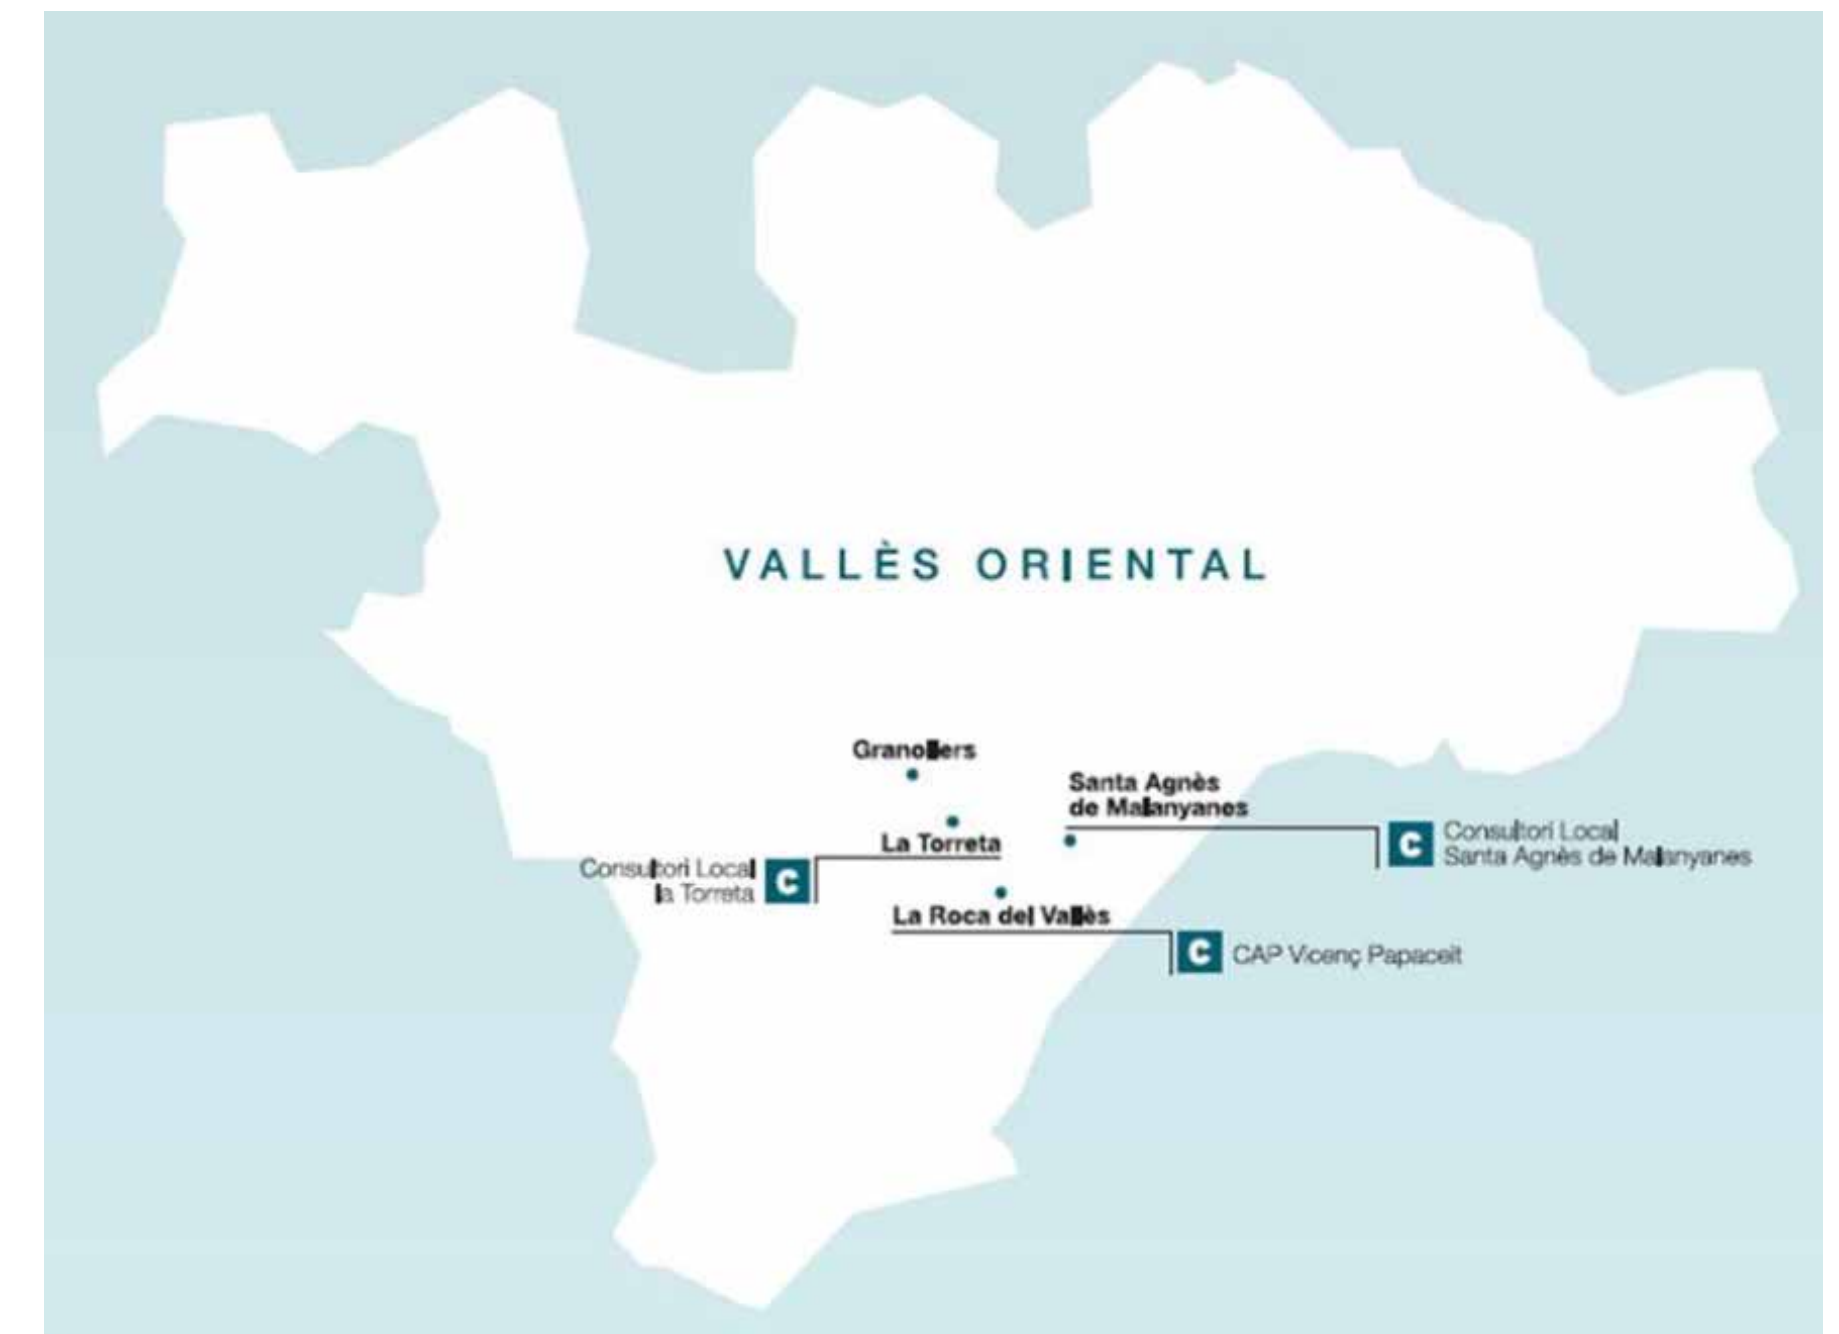 VALLÈS ORIENTAL
Granollers
Santa Agnès
de Malanyanes
C
Consultori Local
Santa Agnès de Malanyanes
La Torreta
Consultori Local
la Torreta
C
La Roca del Vallès
C
CAP Vicenç Papaceit